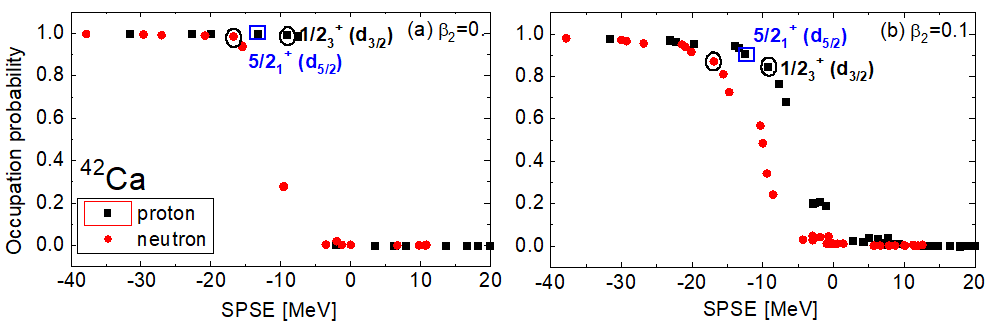 1.0
0.8
0.6
0.4
0.2
0.0
Occupation probability
1/2₃⁺ (d₃/₂)
(a) β₂=0.
5/2₁⁺ (d₅/₂)
⁴²Ca
proton
neutron
-40 -30 -20 -10 0 10 20
SPSE [MeV]
1.0
0.8
0.6
0.4
0.2
0.0
5/2₁⁺ (d₅/₂)
(b) β₂=0.1
1/2₃⁺ (d₃/₂)
-40 -30 -20 -10 0 10 20
SPSE [MeV]